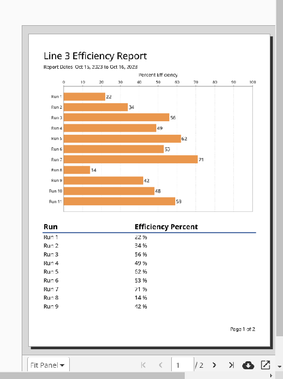 Line 3 Efficiency Report
Report Dates Oct 15, 2023 to Oct 16, 2023
Percent Efficiency
0 10 20 30 40 50 60 70 80 90 100
Run 1 22
Run 2 34
Run 3 56
Run 4 49
Run 5 62
Run 6 53
Run 7 71
Run 8 14
Run 9 42
Run 10 48
Run 11 59
Run Efficiency Percent
Run 1 22 %
Run 2 34 %
Run 3 56 %
Run 4 49 %
Run 5 62 %
Run 6 53 %
Run 7 71 %
Run 8 14 %
Run 9 42 %
Page 1 of 2
Fit Panel 1 / 2